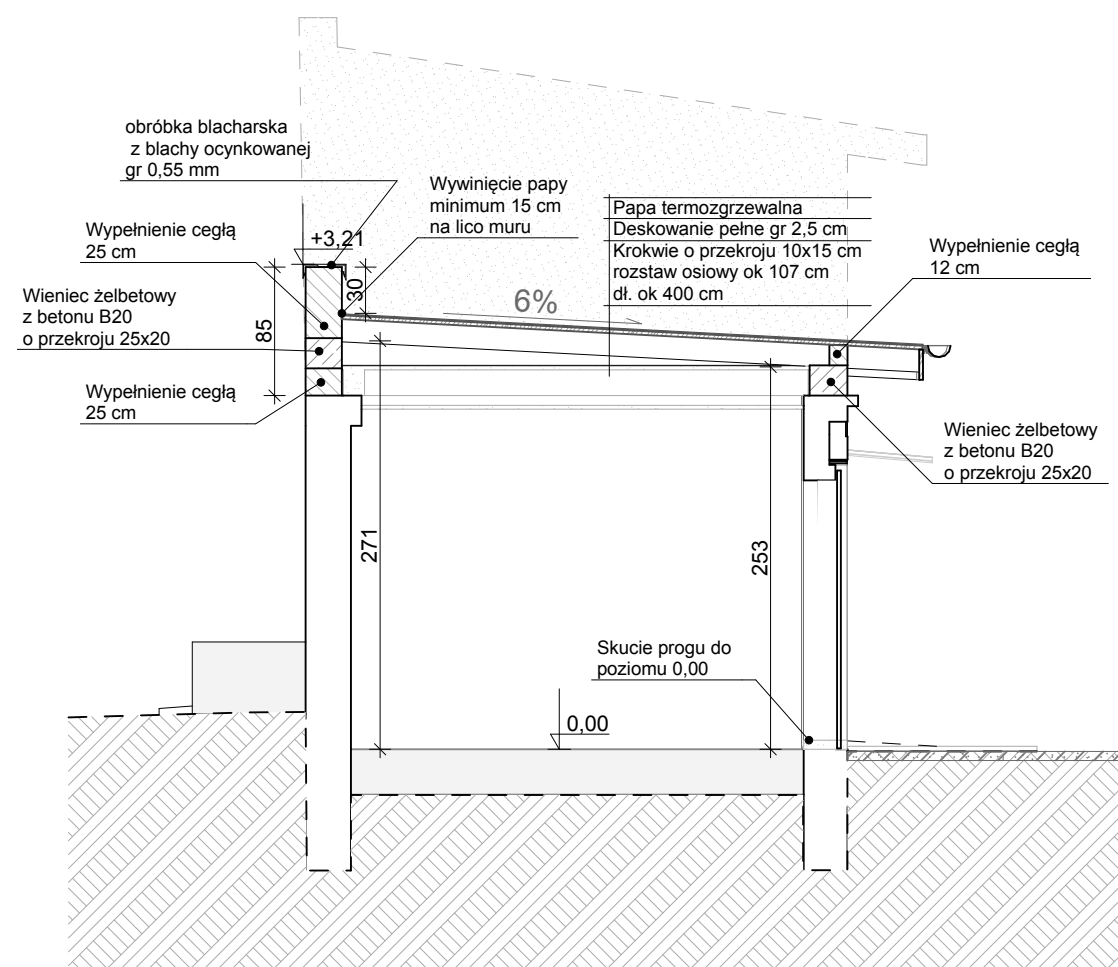 obróbka blacharska
z blachy ocynkowanej
gr 0,55 mm
Wywinięcie papy
minimum 15 cm
na lico muru
Papa termozgrzewalna
Deskowanie pełne gr 2,5 cm
Krokwie o przekroju 10x15 cm
rozstaw osiowy ok 107 cm
dł. ok 400 cm
Wypełnienie cegłą
25 cm
+3,21
Wypełnienie cegłą
12 cm
Wieniec żelbetowy
z betonu B20
o przekroju 25x20
85
30
6%
Wypełnienie cegłą
25 cm
Wieniec żelbetowy
z betonu B20
o przekroju 25x20
271
253
Skucie progu do
poziomu 0,00
0,00